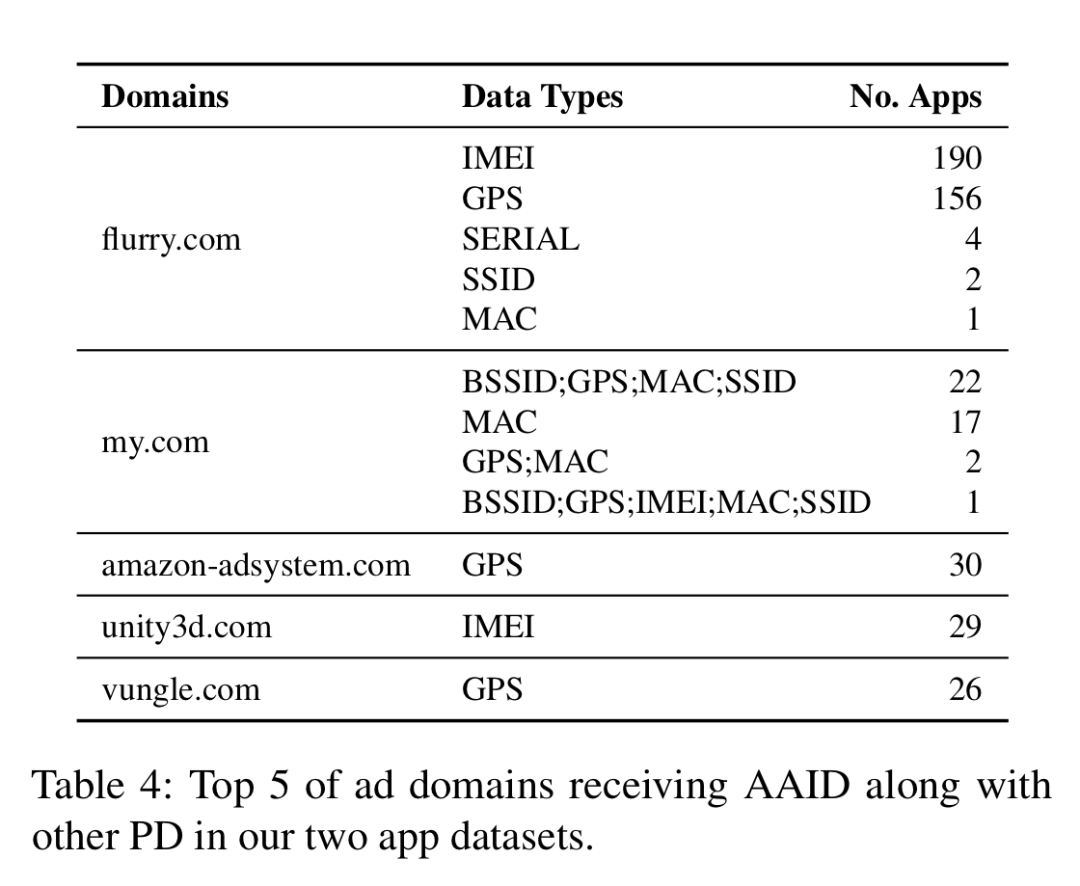 Domains Data Types No. Apps
flurry.com
IMEI 190
GPS 156
SERIAL 4
SSID 2
MAC 1
my.com
BSSID;GPS;MAC;SSID 22
MAC 17
GPS;MAC 2
BSSID;GPS;IMEI;MAC;SSID 1
amazon-adsystem.com GPS 30
unity3d.com IMEI 29
vungle.com GPS 26
Table 4: Top 5 of ad domains receiving AAID along with
other PD in our two app datasets.